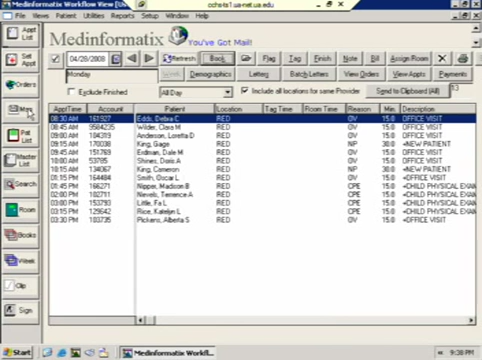 Medinformatix Workflow View
ochs-ts1.ua-net.ua.edu
File Views Patient Utilities Reports Setup Window Help
Appt List
Medinformatix
You've Got Mail!
Set Appt
04/28/2008
Refresh
Book
Flag
Tag
Finish
Note
Bill
Assign Room
Monday
Week
Demographics
Letters
Batch Letters
View Orders
View Appts
Payments
Orders
Exclude Finished
All Day
Include all locations for same Provider
Send to Clipboard (All)
13
ApptTime Account Patient Location Tag Time Room Time Reason Min. Description
08:30 AM 161927 Eddi, Debra C RED OV 15.0 OFFICE VISIT
08:45 AM 9584235 Wilder, Clara M RED OV 15.0 OFFICE VISIT
09:00 AM 184319 Anderson, Loretta D RED OV 15.0 OFFICE VISIT
09:15 AM 170038 King, Gage C RED NP 30.0 +NEW PATIENT
09:45 AM 151769 Erdman, Dale M RED OV 15.0 +OFFICE VISIT
10:00 AM 53785 Shines, Doris A RED OV 15.0 OFFICE VISIT
10:15 AM 134067 King, Cameron RED NP 30.0 +NEW PATIENT
01:15 PM 164484 Smith, Oscar L RED OV 15.0 +OFFICE VISIT
01:45 PM 166271 Nipper, Madison B RED CPE 15.0 +CHILD PHYSICAL EXAM
02:00 PM 102711 Nevels, Terrence A RED CPE 15.0 +CHILD PHYSICAL EXAM
03:00 PM 153793 Little, Fa L RED CPE 15.0 +CHILD PHYSICAL EXAM
03:15 PM 129642 Rice, Katelyn L RED CPE 15.0 +CHILD PHYSICAL EXAM
03:30 PM 103735 Pickens, Alberta S RED OV 15.0 +OFFICE VISIT
Pat List
Master List
Search
Room
Books
Week
Clip
Sign
Start
Medinformatix Workfl...
9:38 PM